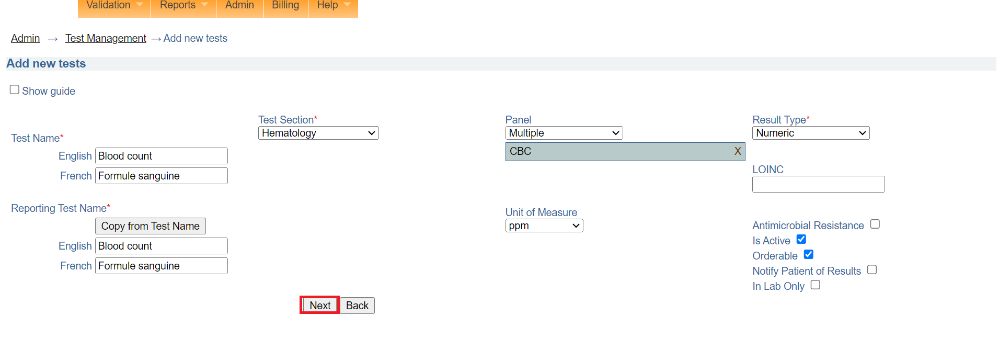 Validation Reports Admin Billing Help
Admin → Test Management → Add new tests
Add new tests
Show guide
Test Name*
English Blood count
French Formule sanguine
Reporting Test Name*
Copy from Test Name
English Blood count
French Formule sanguine
Test Section*
Hematology
Panel
Multiple
CBC X
Unit of Measure
ppm
Result Type*
Numeric
LOINC
Antimicrobial Resistance
Is Active
Orderable
Notify Patient of Results
In Lab Only
Next Back